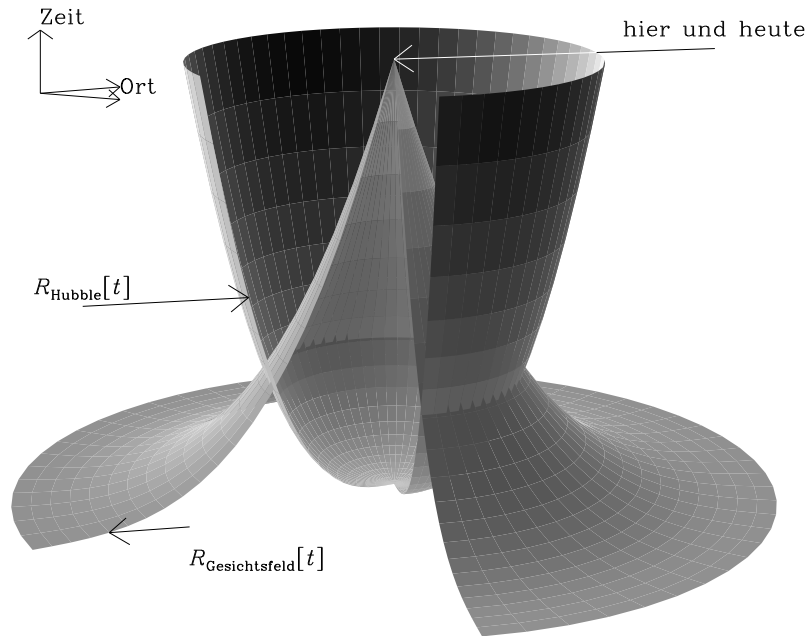 Zeit
hier und heute
Ort
R_Hubble[t]
R_Gesichtsfeld[t]